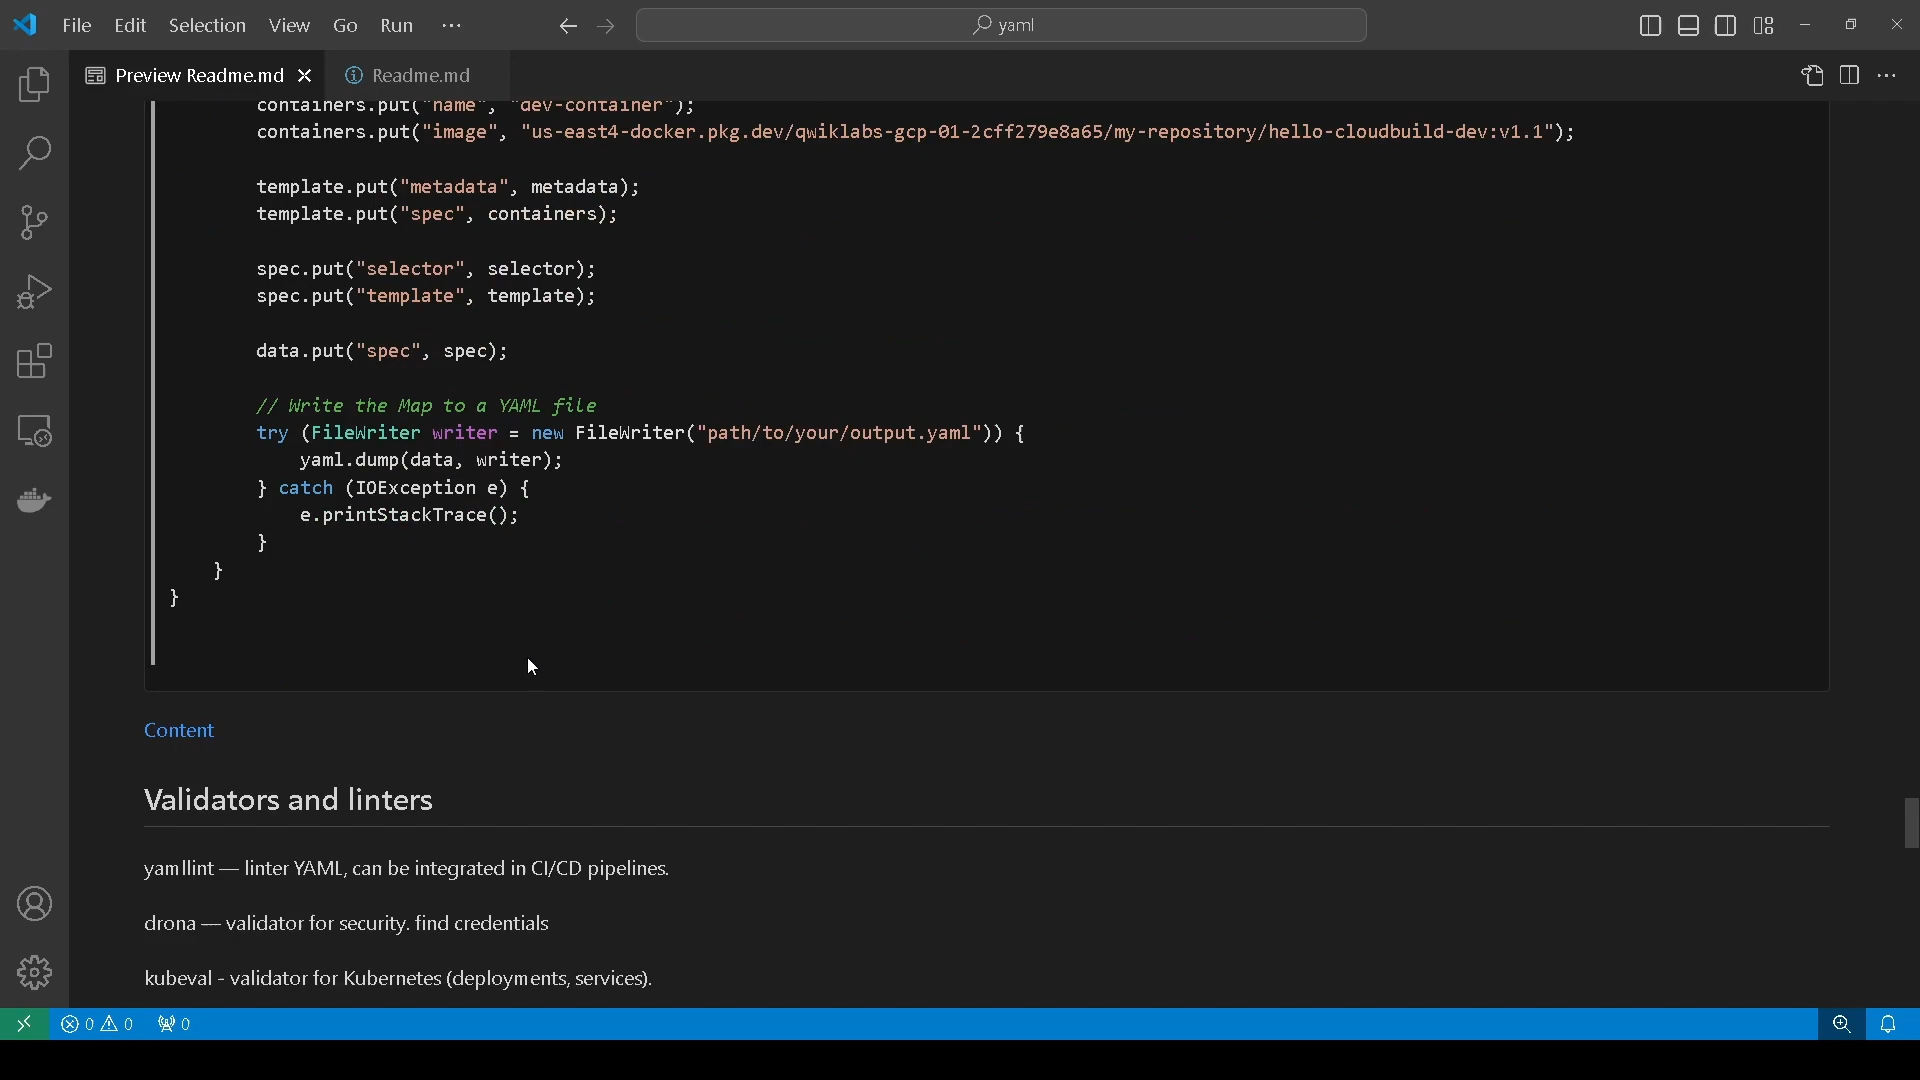 File Edit Selection View Go Run ··· yaml
Preview Readme.md Readme.md
containers.put("name", "dev-container");
containers.put("image", "us-east4-docker.pkg.dev/qwiklabs-gcp-01-2cff279e8a65/my-repository/hello-cloudbuild-dev:v1.1");
template.put("metadata", metadata);
template.put("spec", containers);
spec.put("selector", selector);
spec.put("template", template);
data.put("spec", spec);
// Write the Map to a YAML file
try (FileWriter writer = new FileWriter("path/to/your/output.yaml")) {
yaml.dump(data, writer);
} catch (IOException e) {
e.printStackTrace();
}
}
}
Content
Validators and linters
yamllint — linter YAML, can be integrated in CI/CD pipelines.
drona — validator for security. find credentials
kubeval - validator for Kubernetes (deployments, services).
0 0 0